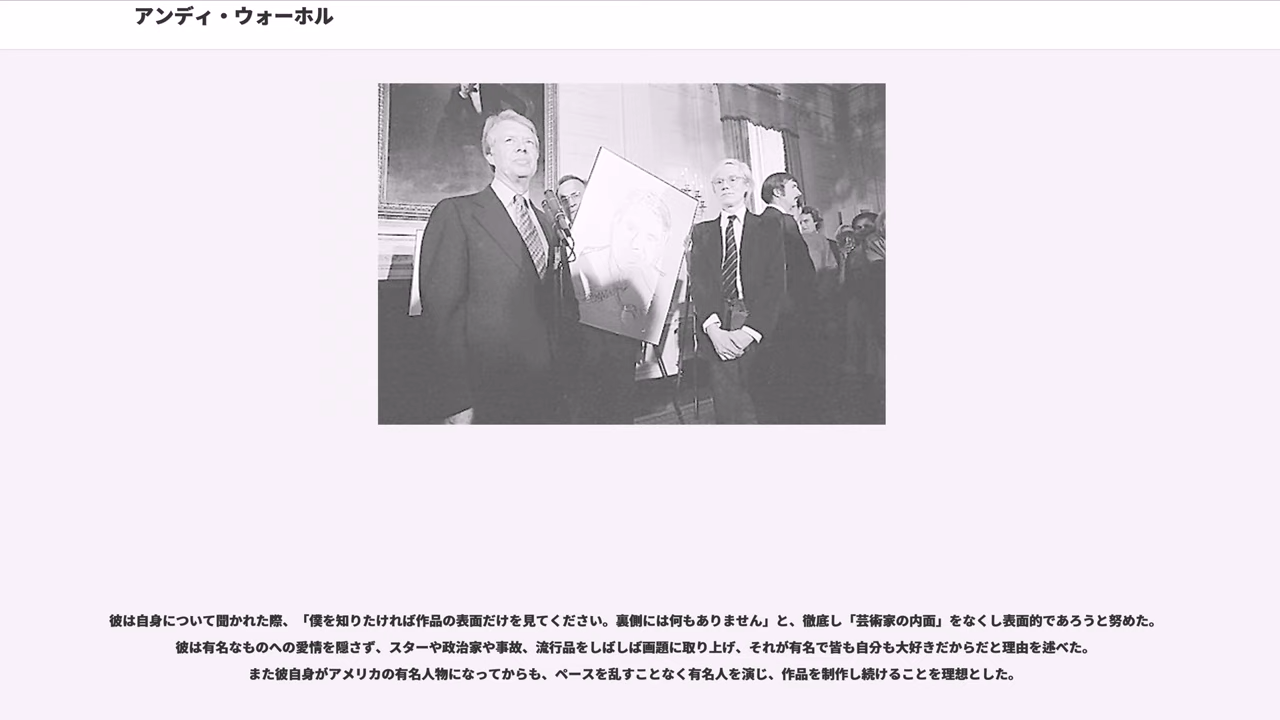 アンディ・ウォーホル
彼は自身について聞かれた際、「僕を知りたければ作品の表面だけを見てください。裏側には何もありません」と、徹底し「芸術家の内面」をなくし表面的であろうと努めた。
彼は有名なものへの愛情を隠さず、スターや政治家や事故、流行品をしばしば画題に取り上げ、それが有名で皆も自分も大好きだからだと理由を述べた。
また彼自身がアメリカの有名人物になってからも、ペースを乱すことなく有名人を演じ、作品を制作し続けることを理想とした。